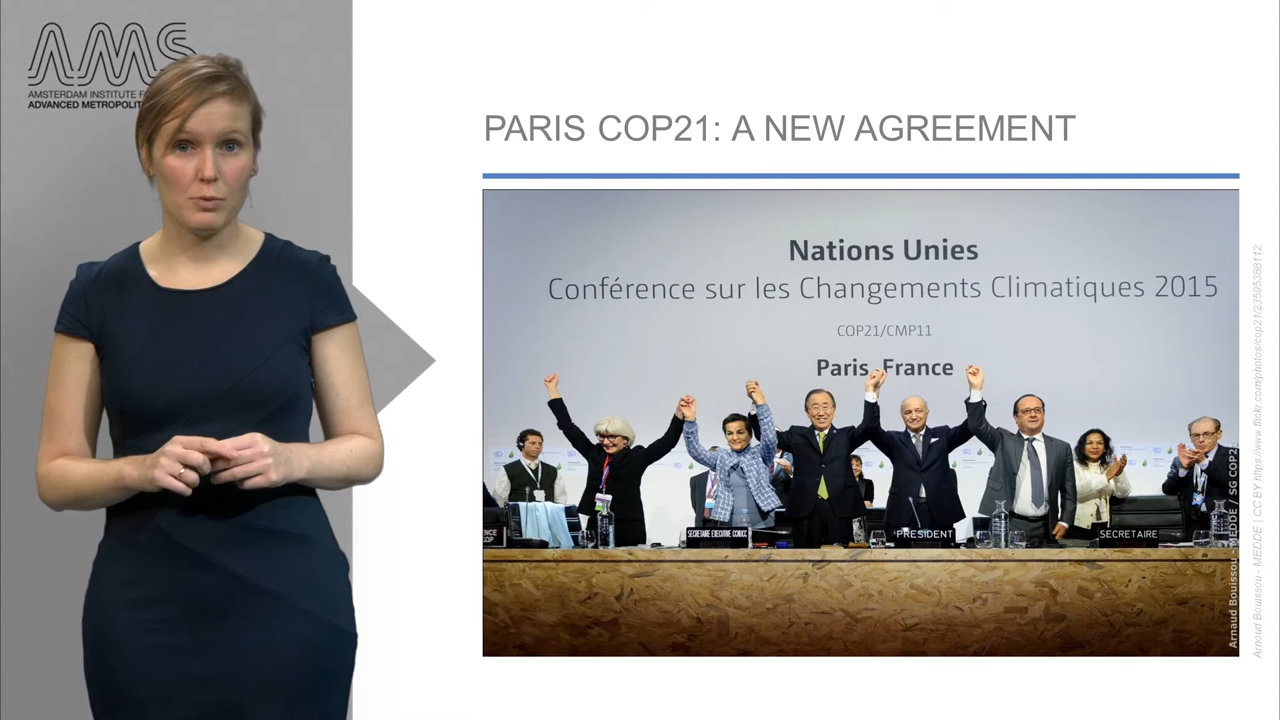 AMS
AMSTERDAM INSTITUTE F
ADVANCED METROPOLIT
PARIS COP21: A NEW AGREEMENT
Nations Unies
Conférence sur les Changements Climatiques 2015
COP21/CMP11
Paris France
SECRETAIRE EXECUTIVE CCNUCC
PRESIDENT
SECRETAIRE
Arnaud Bouissou - MEDDE / SG COP21
Arnaud Bouissou - MEDDE | CC BY https://www.flickr.com/photos/cop21/23595388112